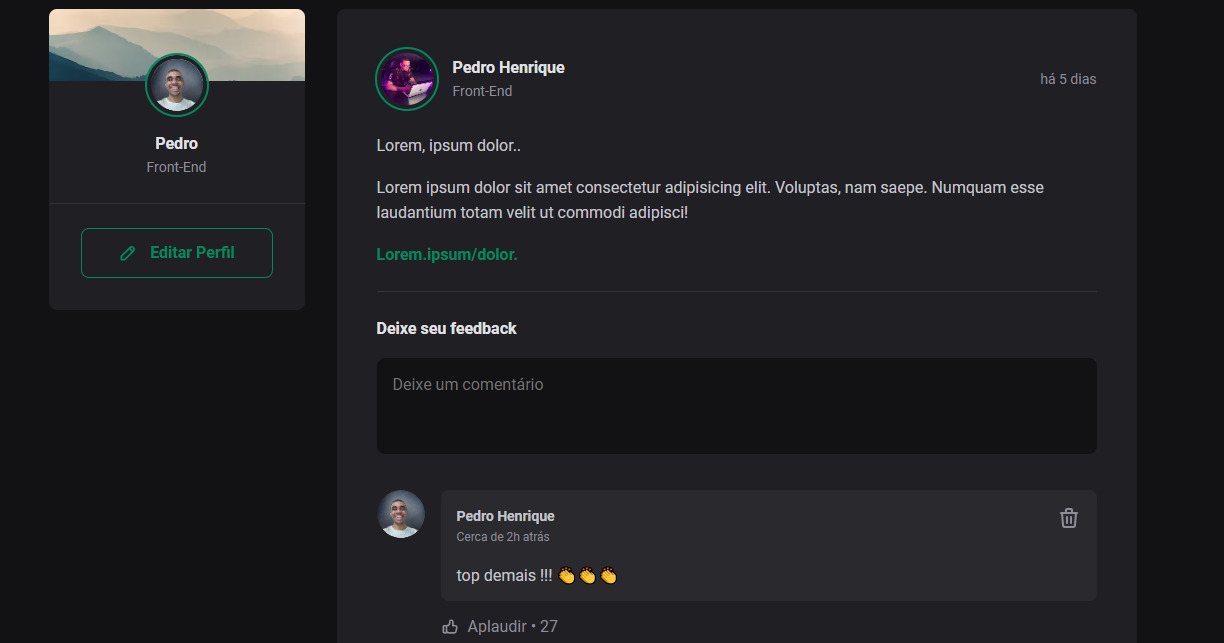 Pedro
Front-End
Editar Perfil
Pedro Henrique
Front-End
há 5 dias
Lorem, ipsum dolor..
Lorem ipsum dolor sit amet consectetur adipisicing elit. Voluptas, nam saepe. Numquam esse
laudantium totam velit ut commodi adipisci!
Lorem.ipsum/dolor.
Deixe seu feedback
Deixe um comentário
Pedro Henrique
Cerca de 2h atrás
top demais !!! 👏👏👏
Aplaudir • 27